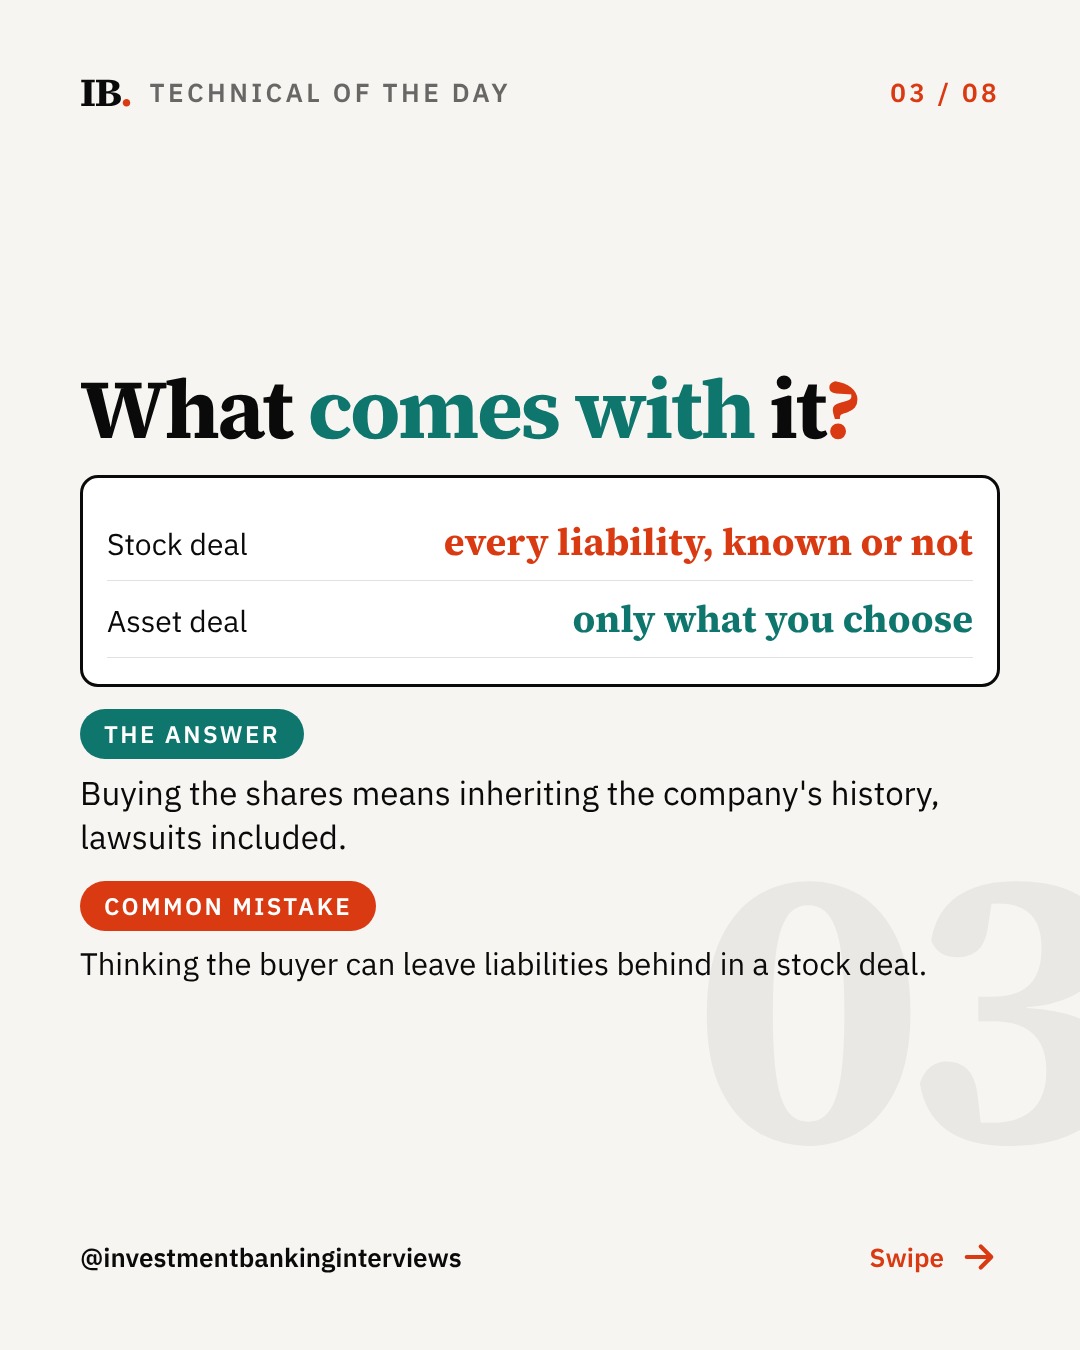 IB. TECHNICAL OF THE DAY
03 / 08
What comes with it?
Stock deal every liability, known or not
Asset deal only what you choose
THE ANSWER
Buying the shares means inheriting the company's history,
lawsuits included.
COMMON MISTAKE
Thinking the buyer can leave liabilities behind in a stock deal.
03
@investmentbankinginterviews
Swipe →